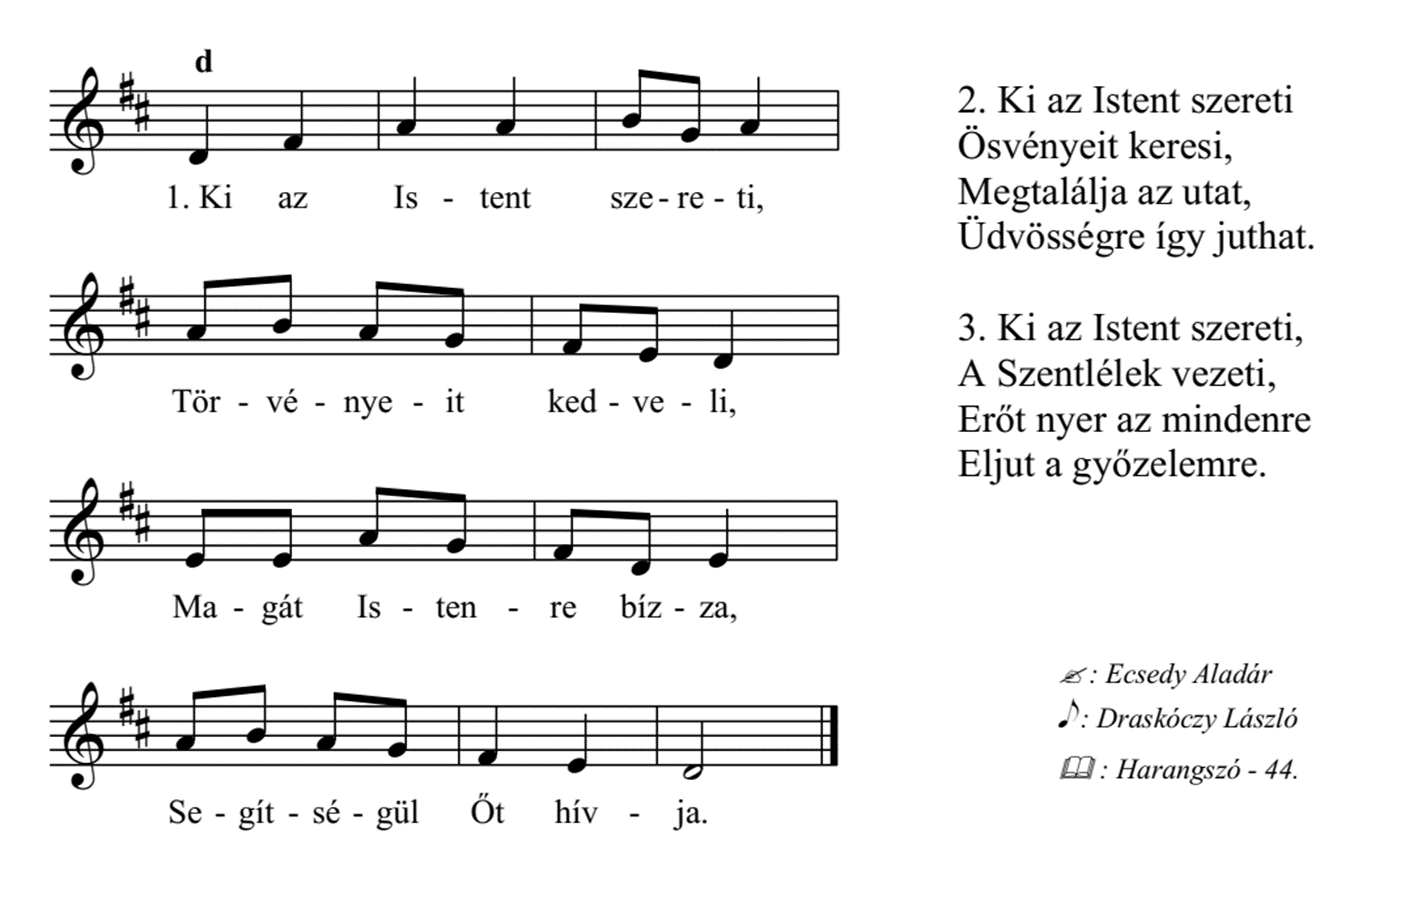 d
1. Ki az Is - tent sze - re - ti,
Tör - vé - nye - it ked - ve - li,
Ma - gát Is - ten - re bíz - za,
Se - gít - sé - gül Őt hív - ja.
2. Ki az Istent szereti
Ösvényeit keresi,
Megtalálja az utat,
Üdvösségre így juthat.
3. Ki az Istent szereti,
A Szentlélek vezeti,
Erőt nyer az mindenre
Eljut a győzelemre.
: Ecsedy Aladár
: Draskóczy László
: Harangszó - 44.